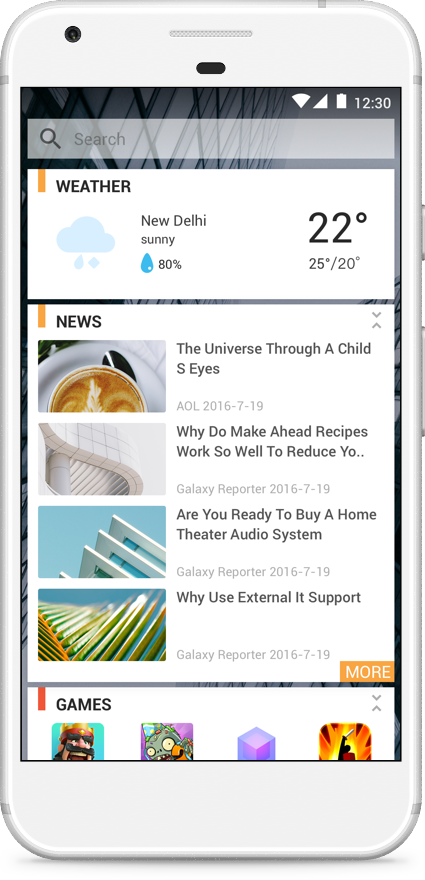 12:30
Search
WEATHER
New Delhi
sunny
80%
22°
25°/20°
NEWS
The Universe Through A Child
S Eyes
AOL 2016-7-19
Why Do Make Ahead Recipes
Work So Well To Reduce Yo..
Galaxy Reporter 2016-7-19
Are You Ready To Buy A Home
Theater Audio System
Galaxy Reporter 2016-7-19
Why Use External It Support
Galaxy Reporter 2016-7-19
MORE
GAMES